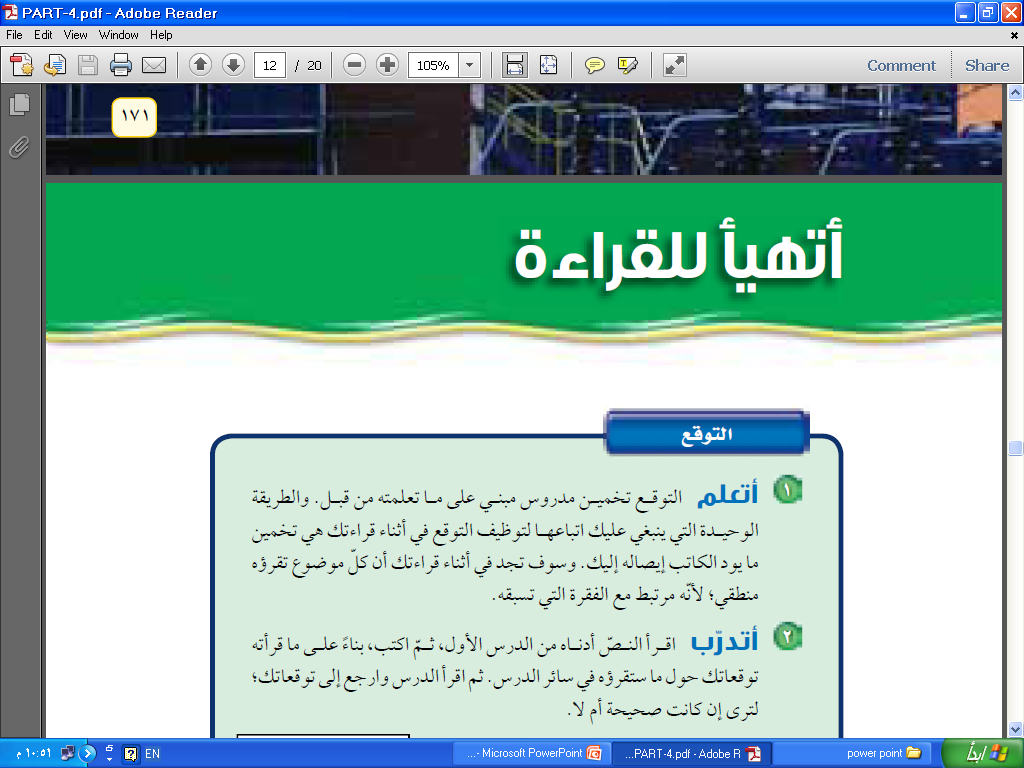 PART-4.pdf - Adobe Reader
File Edit View Window Help
12 / 20 105% Comment Share
١٧١
أتهيأ للقراءة
التوقع
١ أتعلم التوقع تخمين مدروس مبني على ما تعلمته من قبل. والطريقة
الوحيدة التي ينبغي عليك اتباعها لتوظيف التوقع في أثناء قراءتك هي تخمين
ما يود الكاتب إيصاله إليك. وسوف تجد في أثناء قراءتك أن كلّ موضوع تقرؤه
منطقي؛ لأنّه مرتبط مع الفقرة التي تسبقه.
٢ أتدرّب اقرأ النصّ أدناه من الدرس الأول، ثمّ اكتب، بناءً على ما قرأته
توقعاتك حول ما ستقرؤه في سائر الدرس. ثم اقرأ الدرس وارجع إلى توقعاتك؛
لترى إن كانت صحيحة أم لا.
ابدأ
power point
...PART-4.pdf - Adobe R
...- Microsoft PowerPoint
EN
١٠:٥٦ م